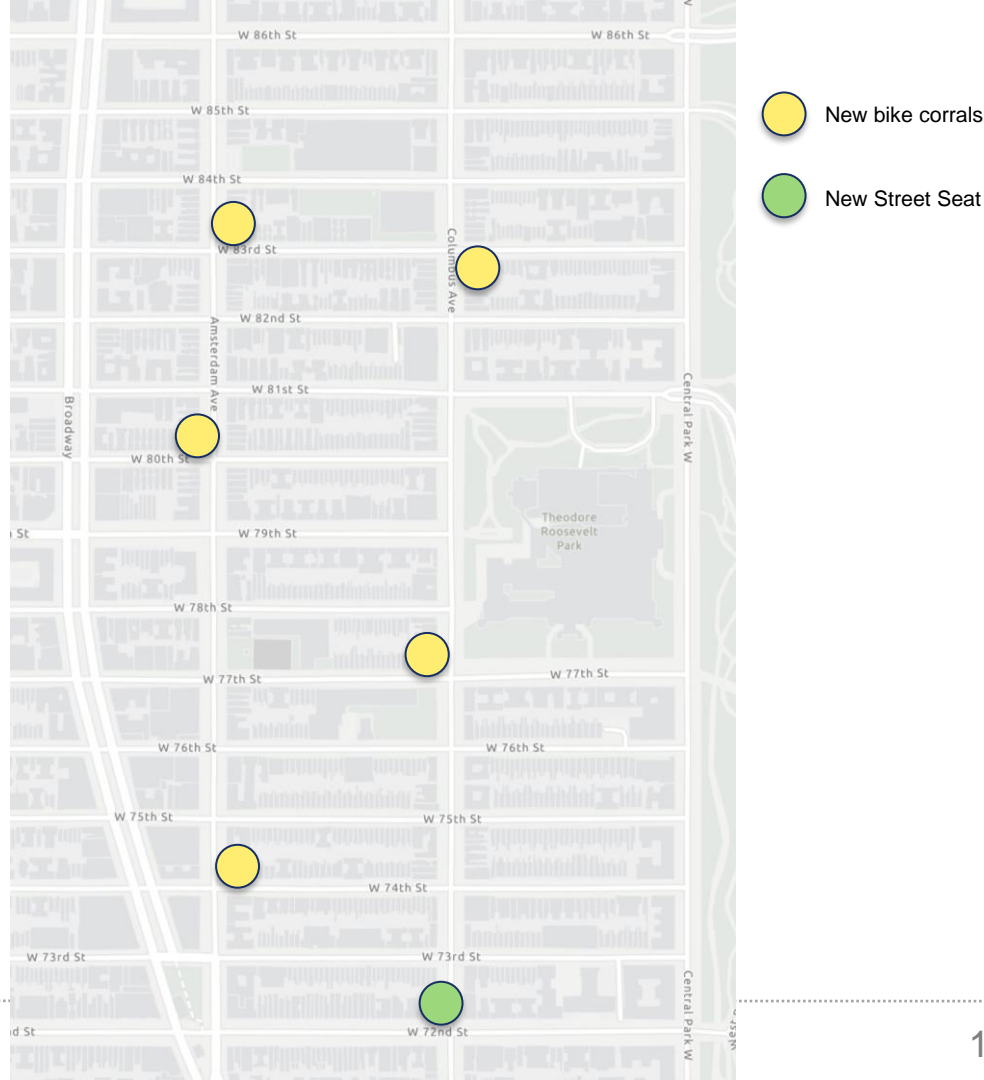 W 86th St
W 86th St
New bike corrals
W 85th St
W 84th St
New Street Seat
W 83rd St
Columbus Ave
W 82nd St
Amsterdam Ave
W 81st St
Central Park W
Broadway
W 80th St
Theodore
Roosevelt
Park
St
W 79th St
W 78th St
W 77th St
W 77th St
W 76th St
W 76th St
W 75th St
W 75th St
W 74th St
W 73rd St
W 73rd St
Central Park W
d St
W 72nd St
1